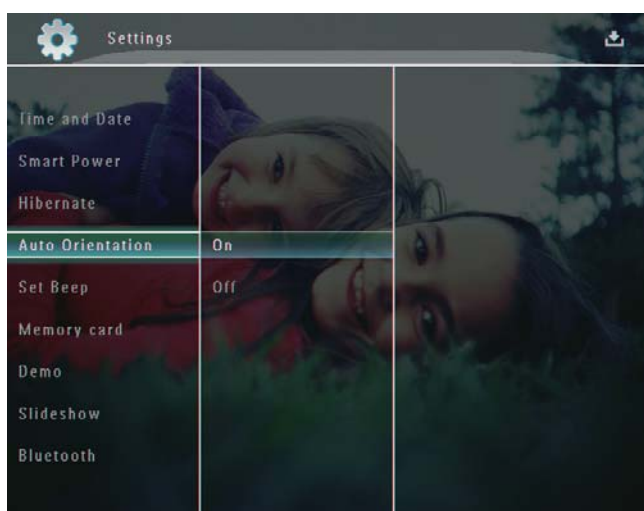 Settings
Time and Date
Smart Power
Hibernate
Auto Orientation
On
Set Beep
Off
Memory card
Demo
Slideshow
Bluetooth